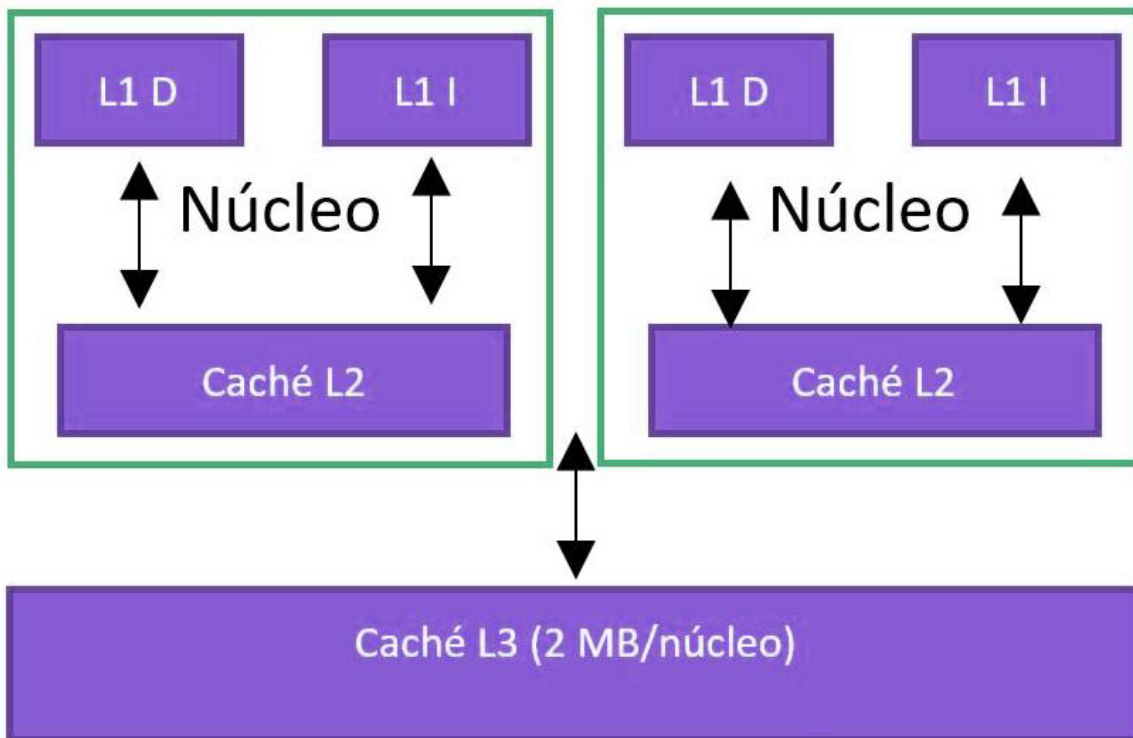 L1 D
L1 I
L1 D
L1 I
Núcleo
Núcleo
Caché L2
Caché L2
Caché L3 (2 MB/núcleo)